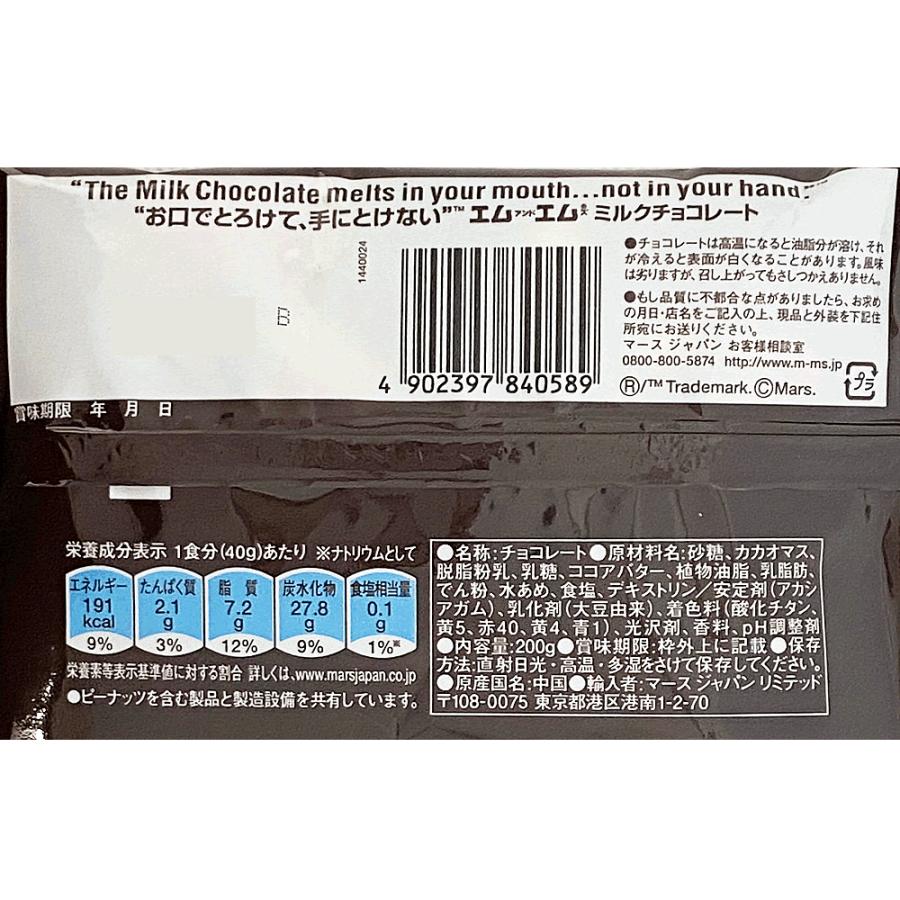 “The Milk Chocolate melts in your mouth...not in your hand.”
“お口でとろけて、手にとけない”™ エムアンドエムズ ミルクチョコレート
1440024
B
4 902397 840589
●チョコレートは高温になると油脂分が溶け、それ
が冷えると表面が白くなることがあります。風味
は劣りますが、召し上がってもさしつかえありません。
●もし品質に不都合な点がありましたら、お求め
の月日・店名をご記入の上、現品と外装を下記住
所宛にお送りください。
マース ジャパン お客様相談室
0800-800-5874 http://www.m-ms.jp
Ⓡ/™ Trademark.ⒸMars.
プラ
賞味期限 年 月 日
栄養成分表示 1食分(40g)あたり ※ナトリウムとして
エネルギー たんぱく質 脂 質 炭水化物 食塩相当量
191 kcal 2.1 g 7.2 g 27.8 g 0.1 g
9% 3% 12% 9% 1%※
栄養素等表示基準値に対する割合 詳しくは、www.marsjapan.co.jp
●ピーナッツを含む製品と製造設備を共有しています。
●名称:チョコレート●原材料名:砂糖、カカオマス、
脱脂粉乳、乳糖、ココアバター、植物油脂、乳脂肪、
でん粉、水あめ、食塩、デキストリン/安定剤(アカシ
アガム)、乳化剤(大豆由来)、着色料(酸化チタン、
黄5、赤40、黄4、青1)、光沢剤、香料、pH調整剤
●内容量:200g●賞味期限:枠外上に記載●保存
方法:直射日光・高温・多湿をさけて保存してください。
●原産国名:中国●輸入者:マース ジャパン リミテッド
〒108-0075 東京都港区港南1-2-70